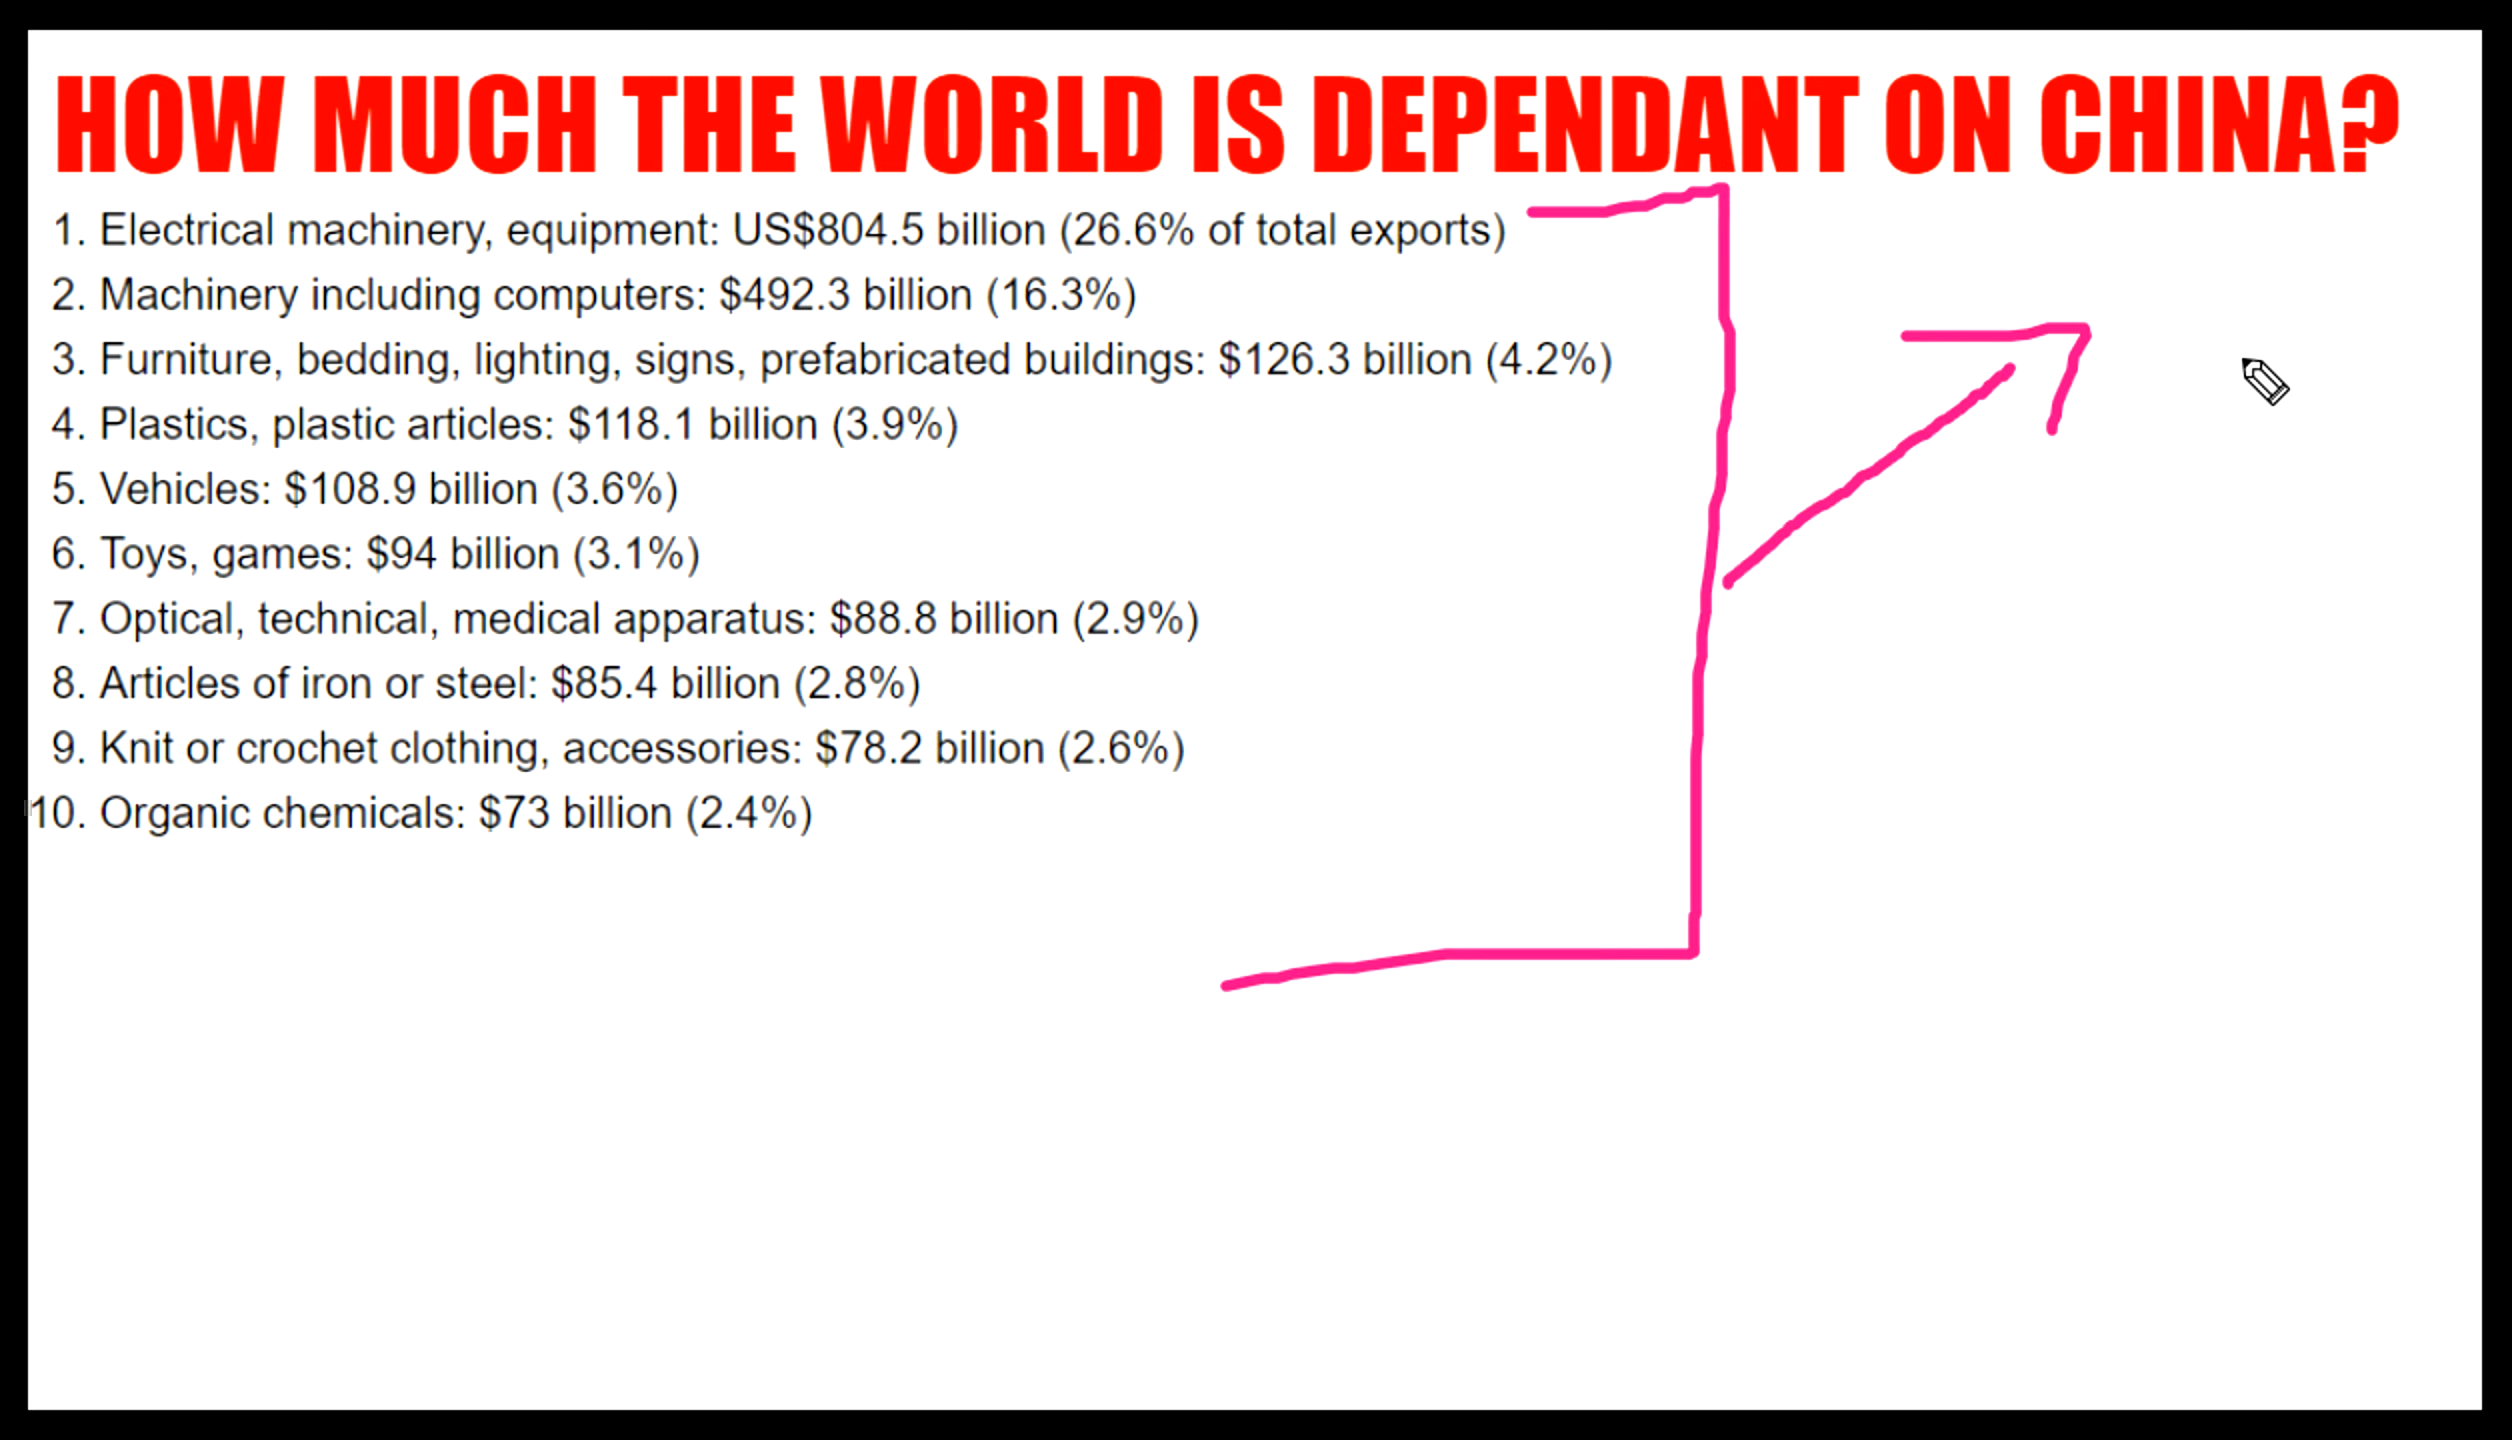 HOW MUCH THE WORLD IS DEPENDANT ON CHINA?
1. Electrical machinery, equipment: US$804.5 billion (26.6% of total exports)
2. Machinery including computers: $492.3 billion (16.3%)
3. Furniture, bedding, lighting, signs, prefabricated buildings: $126.3 billion (4.2%)
4. Plastics, plastic articles: $118.1 billion (3.9%)
5. Vehicles: $108.9 billion (3.6%)
6. Toys, games: $94 billion (3.1%)
7. Optical, technical, medical apparatus: $88.8 billion (2.9%)
8. Articles of iron or steel: $85.4 billion (2.8%)
9. Knit or crochet clothing, accessories: $78.2 billion (2.6%)
10. Organic chemicals: $73 billion (2.4%)